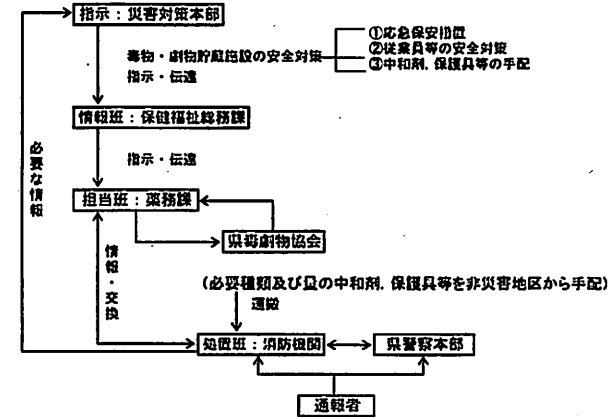 指示：災害対策本部
①応急保安措置
毒物・劇物貯蔵施設の安全対策
②従業員等の安全対策
③中和剤，保護具等の手配
指示・伝達
情報班：保健福祉総務課
指示・伝達
必要な情報
担当班：薬務課
県毒劇物協会
情報・交換
(必要種類及び量の中和剤，保護具等を非災害地区から手配)
運搬
処置班：消防機関
県警察本部
通報者